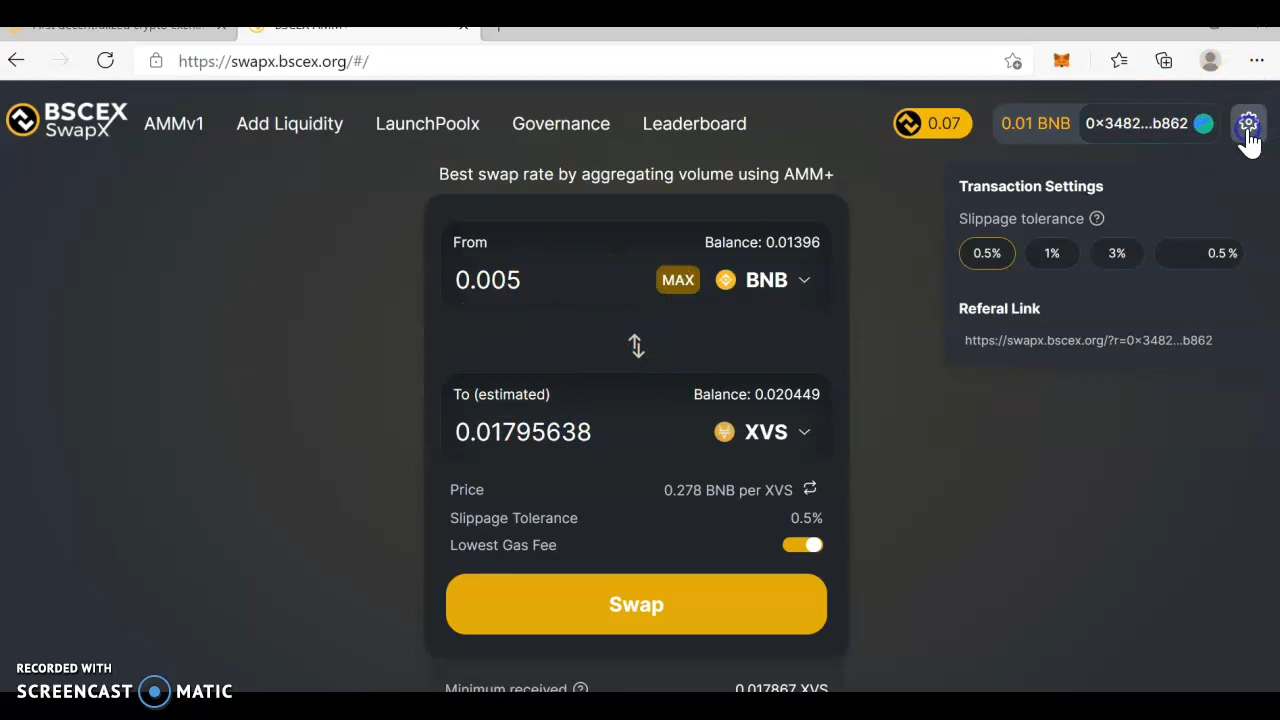 https://swapx.bscex.org/#/
BSCEX
SwapX
AMMv1
Add Liquidity
LaunchPoolx
Governance
Leaderboard
0.07
0.01 BNB
0×3482...b862
Best swap rate by aggregating volume using AMM+
From
Balance: 0.01396
0.005
MAX
BNB
To (estimated)
Balance: 0.020449
0.01795638
XVS
Price
0.278 BNB per XVS
Slippage Tolerance
0.5%
Lowest Gas Fee
Swap
Minimum received
0.017867 XVS
Transaction Settings
Slippage tolerance
0.5%
1%
3%
0.5 %
Referal Link
https://swapx.bscex.org/?r=0×3482...b862
RECORDED WITH
SCREENCAST MATIC